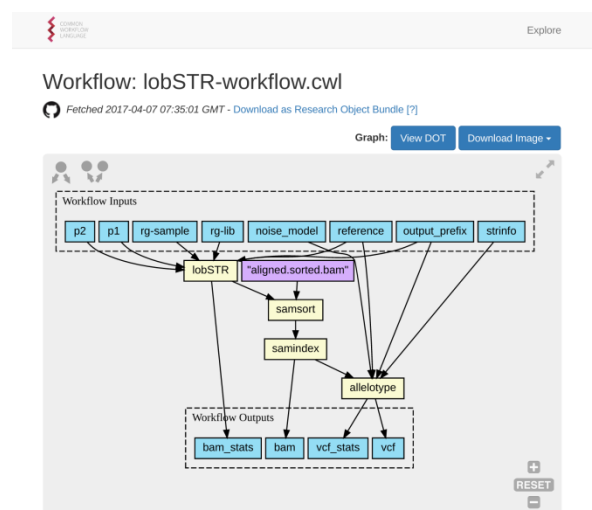 COMMON
WORKFLOW
LANGUAGE
Explore
Workflow: lobSTR-workflow.cwl
Fetched 2017-04-07 07:35:01 GMT - Download as Research Object Bundle [?]
Graph: View DOT Download Image
Workflow Inputs
p2 p1 rg-sample rg-lib noise_model reference output_prefix strinfo
lobSTR "aligned.sorted.bam"
samsort
samindex
allelotype
Workflow Outputs
bam_stats bam vcf_stats vcf
RESET